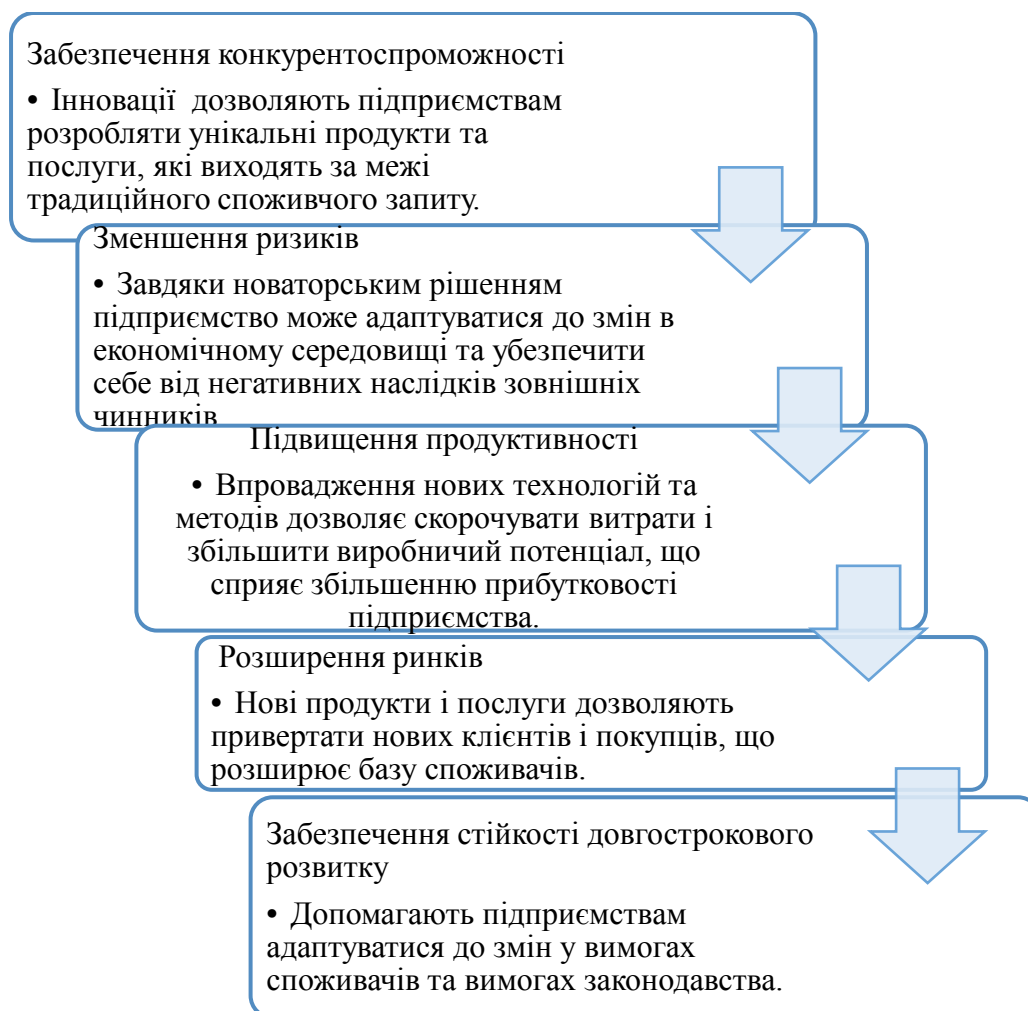 Забезпечення конкурентоспроможності
• Інновації дозволяють підприємствам
розробляти унікальні продукти та
послуги, які виходять за межі
традиційного споживчого запиту.
Зменшення ризиків
• Завдяки новаторським рішенням
підприємство може адаптуватися до змін в
економічному середовищі та убезпечити
себе від негативних наслідків зовнішніх
чинників
Підвищення продуктивності
• Впровадження нових технологій та
методів дозволяє скорочувати витрати і
збільшити виробничий потенціал, що
сприяє збільшенню прибутковості
підприємства.
Розширення ринків
• Нові продукти і послуги дозволяють
привертати нових клієнтів і покупців, що
розширює базу споживачів.
Забезпечення стійкості довгострокового
розвитку
• Допомагають підприємствам
адаптуватися до змін у вимогах
споживачів та вимогах законодавства.